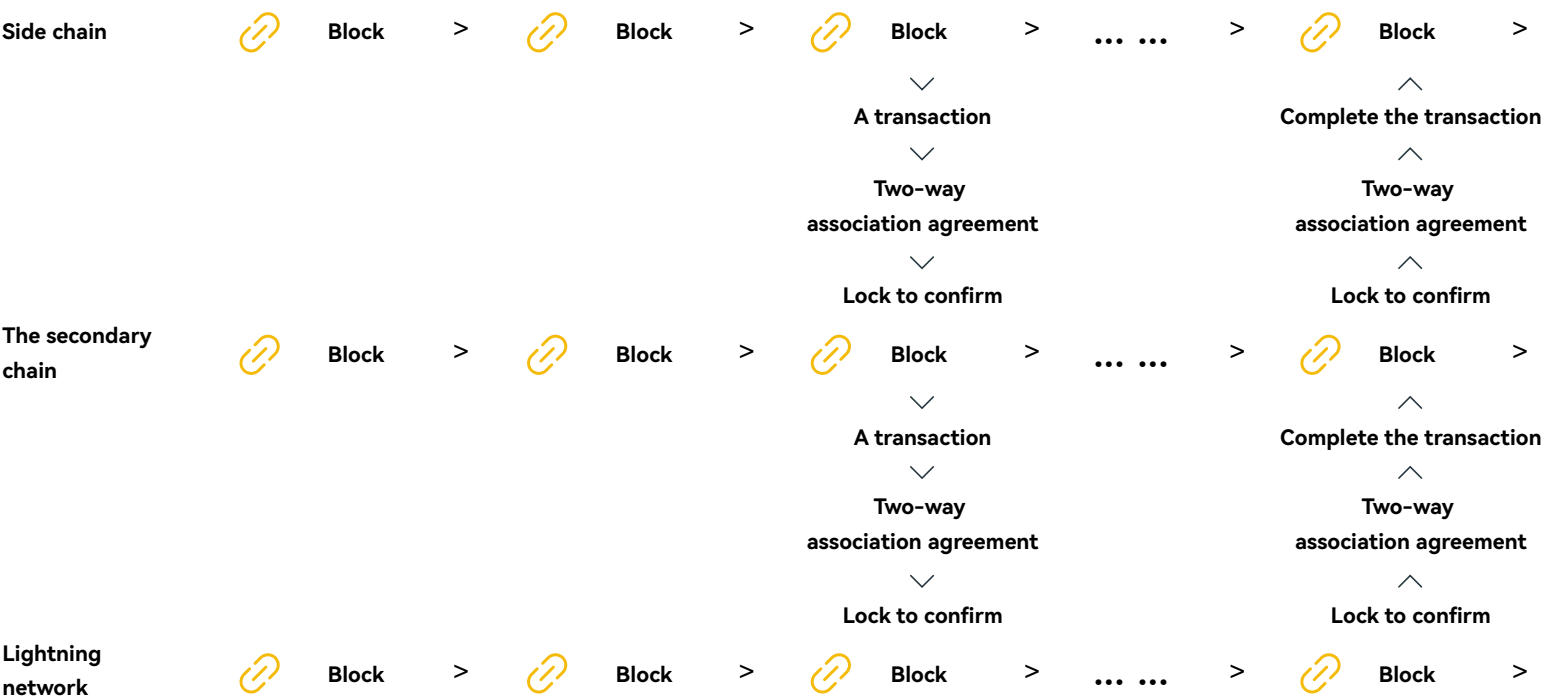 Side chain Block > Block > Block > ... ... > Block >
A transaction Complete the transaction
Two-way Two-way
association agreement association agreement
Lock to confirm Lock to confirm
The secondary
chain
Block > Block > Block > ... ... > Block >
A transaction Complete the transaction
Two-way Two-way
association agreement association agreement
Lock to confirm Lock to confirm
Lightning
network
Block > Block > Block > ... ... > Block >